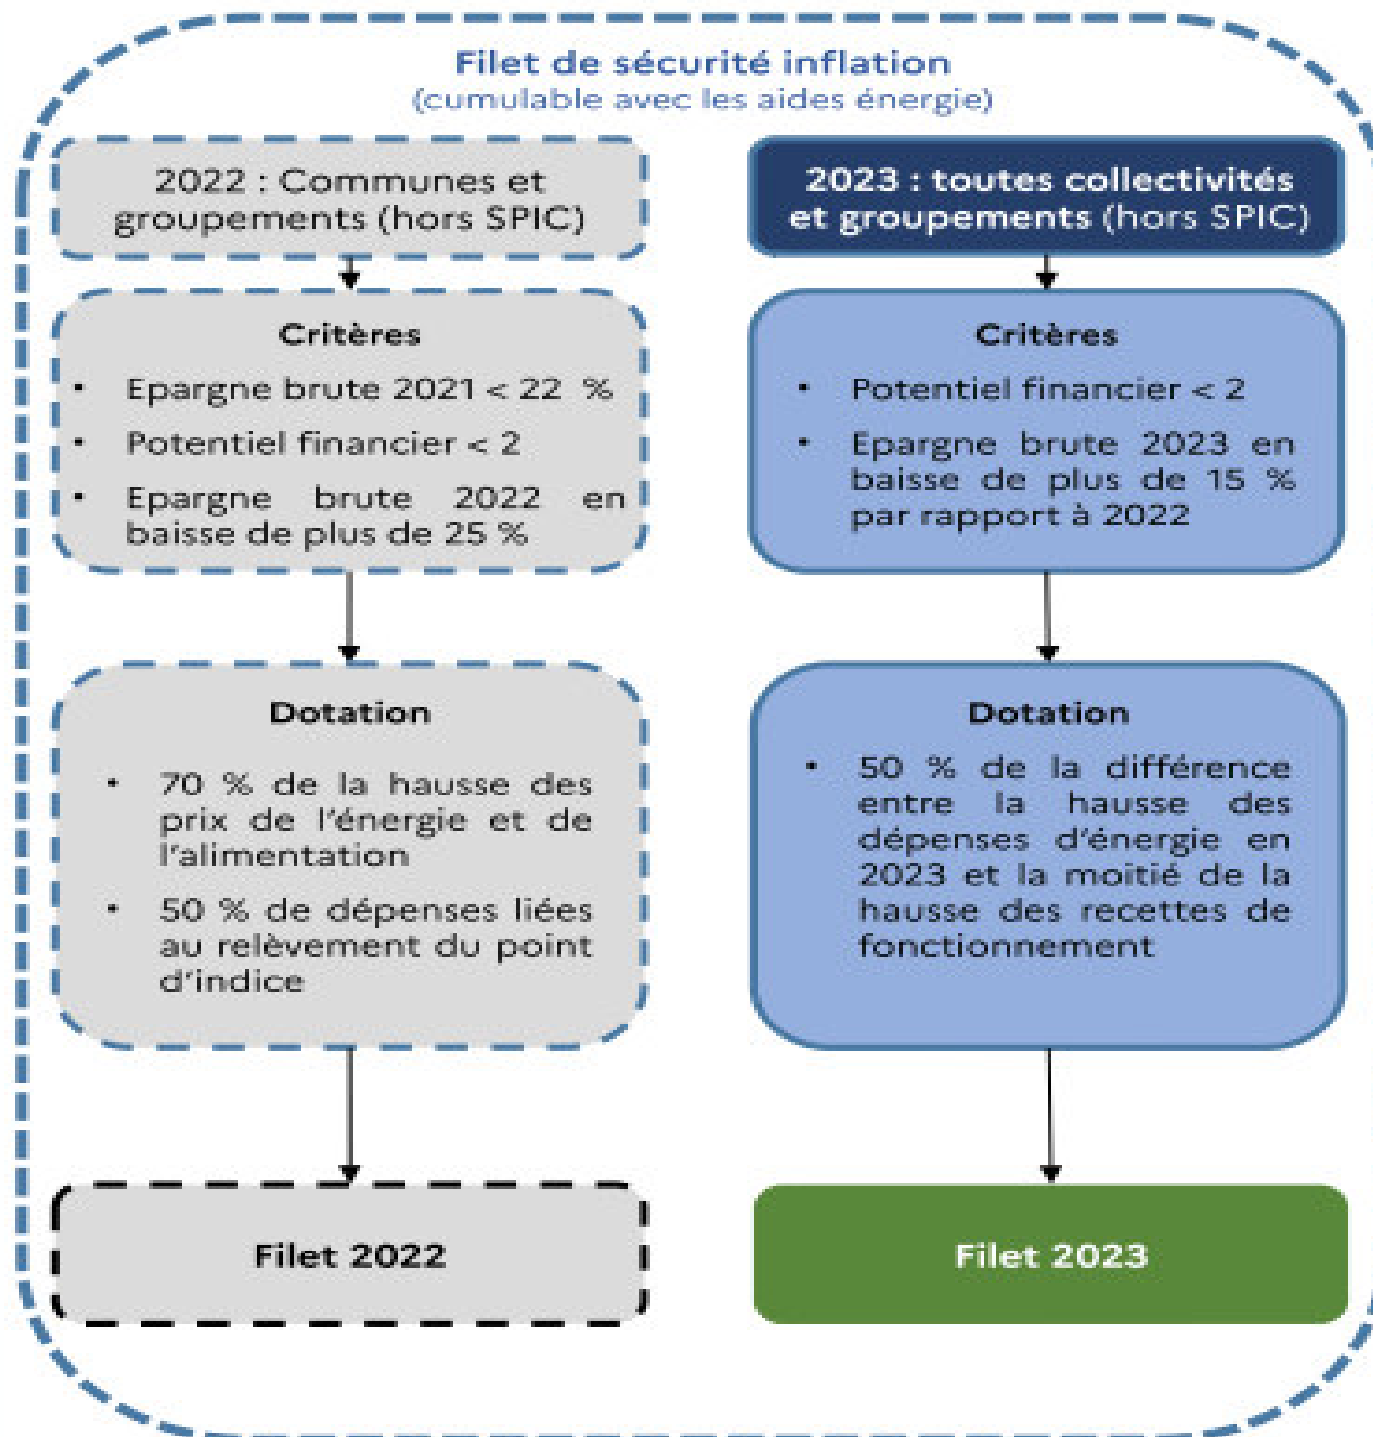 Filet de sécurité inflation
(cumulable avec les aides énergie)
2022 : Communes et
groupements (hors SPIC)
Critères
• Epargne brute 2021 < 22 %
• Potentiel financier < 2
• Epargne brute 2022 en
baisse de plus de 25 %
Dotation
• 70 % de la hausse des
prix de l'énergie et de
l'alimentation
• 50 % de dépenses liées
au relèvement du point
d'indice
Filet 2022
2023 : toutes collectivités
et groupements (hors SPIC)
Critères
• Potentiel financier < 2
• Epargne brute 2023 en
baisse de plus de 15 %
par rapport à 2022
Dotation
• 50 % de la différence
entre la hausse des
dépenses d'énergie en
2023 et la moitié de la
hausse des recettes de
fonctionnement
Filet 2023